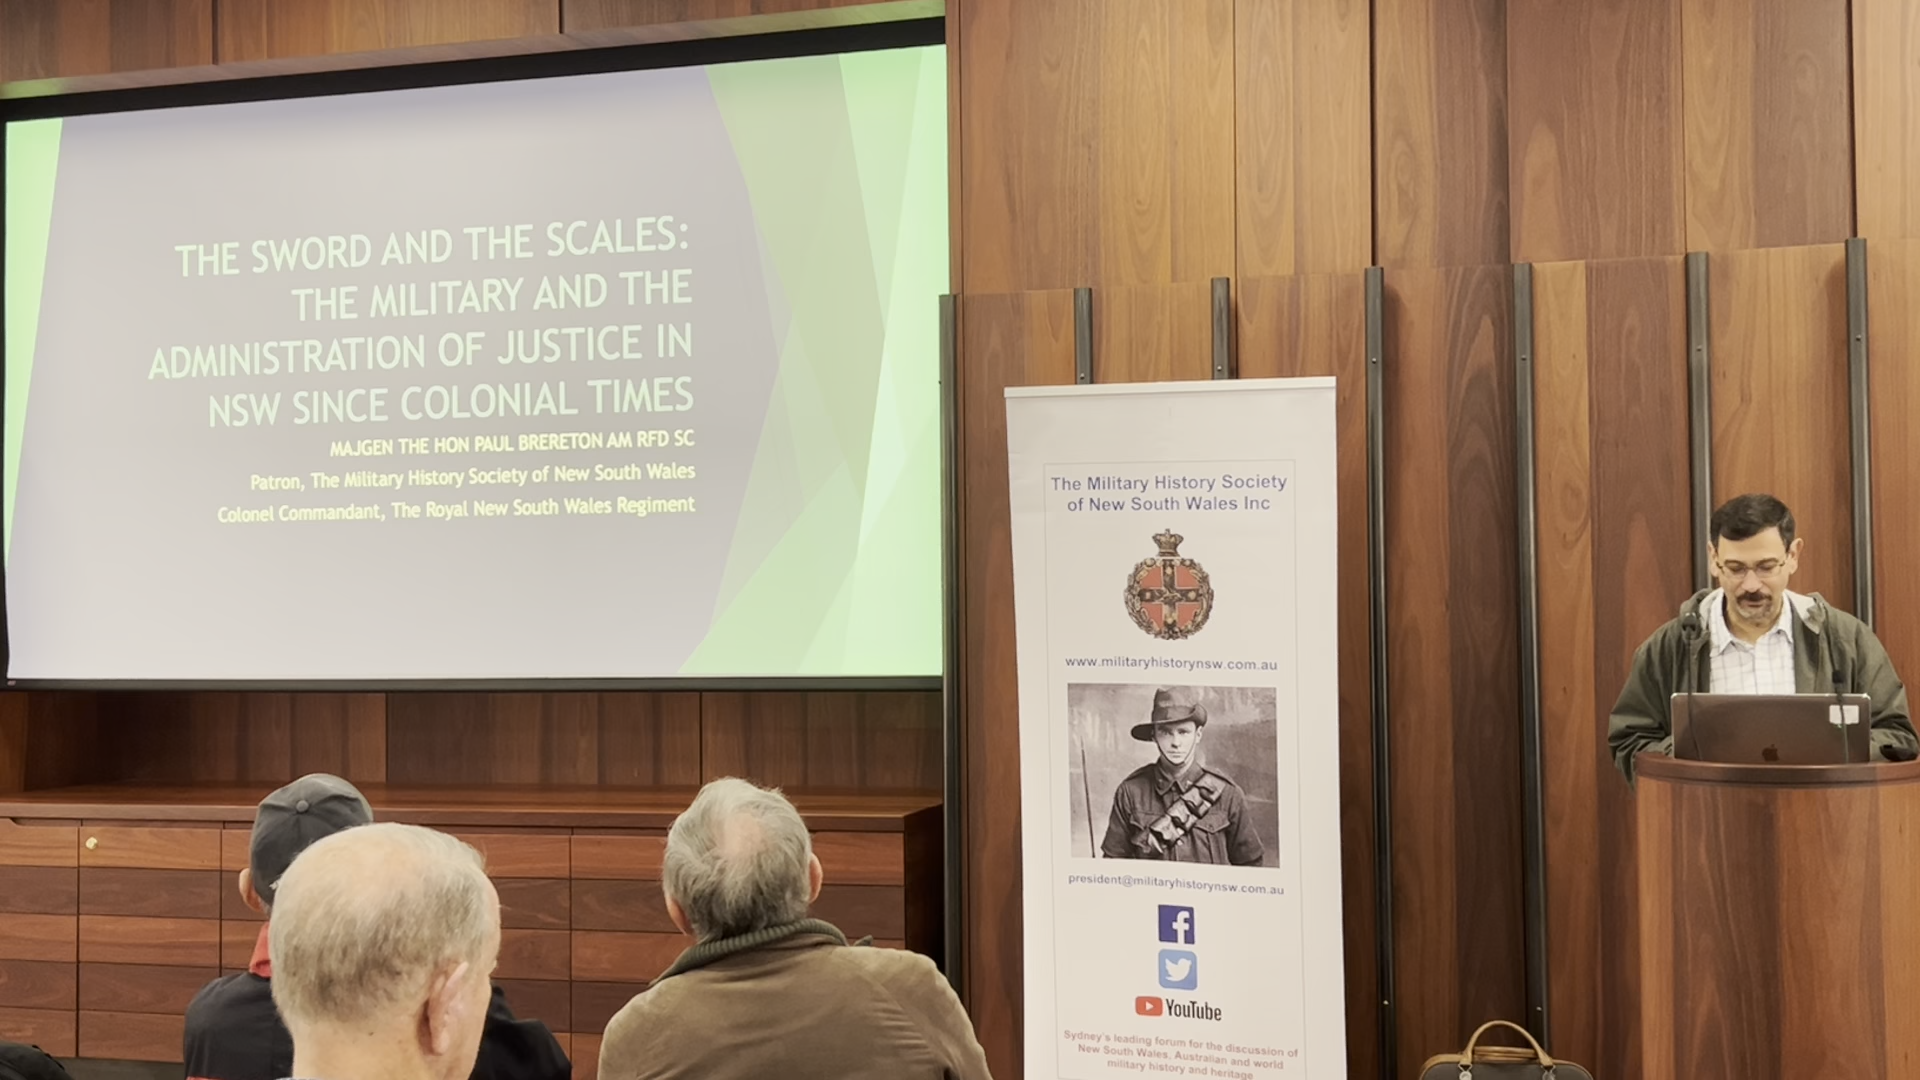 THE SWORD AND THE SCALES:
THE MILITARY AND THE
ADMINISTRATION OF JUSTICE IN
NSW SINCE COLONIAL TIMES
MAJGEN THE HON PAUL BRERETON AM RFD SC
Patron, The Military History Society of New South Wales
Colonel Commandant, The Royal New South Wales Regiment
The Military History Society
of New South Wales Inc
www.militaryhistorynsw.com.au
president@militaryhistorynsw.com.au
YouTube
Sydney's leading forum for the discussion of
New South Wales, Australian and world
military history and heritage